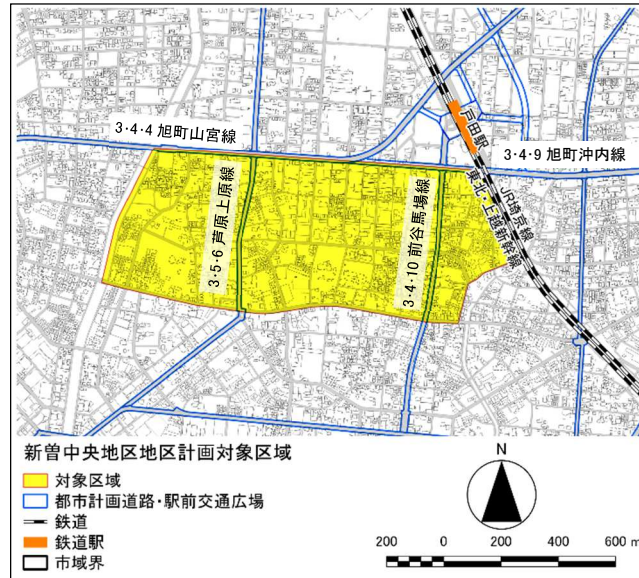 戸田駅
3・4・4 旭町山宮線
3・4・9 旭町沖内線
3・5・6 芦原上原線
3・4・10 前谷馬場線
JR埼京線
東北・上越新幹線
新曽中央地区地区計画対象区域
対象区域
都市計画道路・駅前交通広場
鉄道
鉄道駅
市域界
N
200 0 200 400 600 m